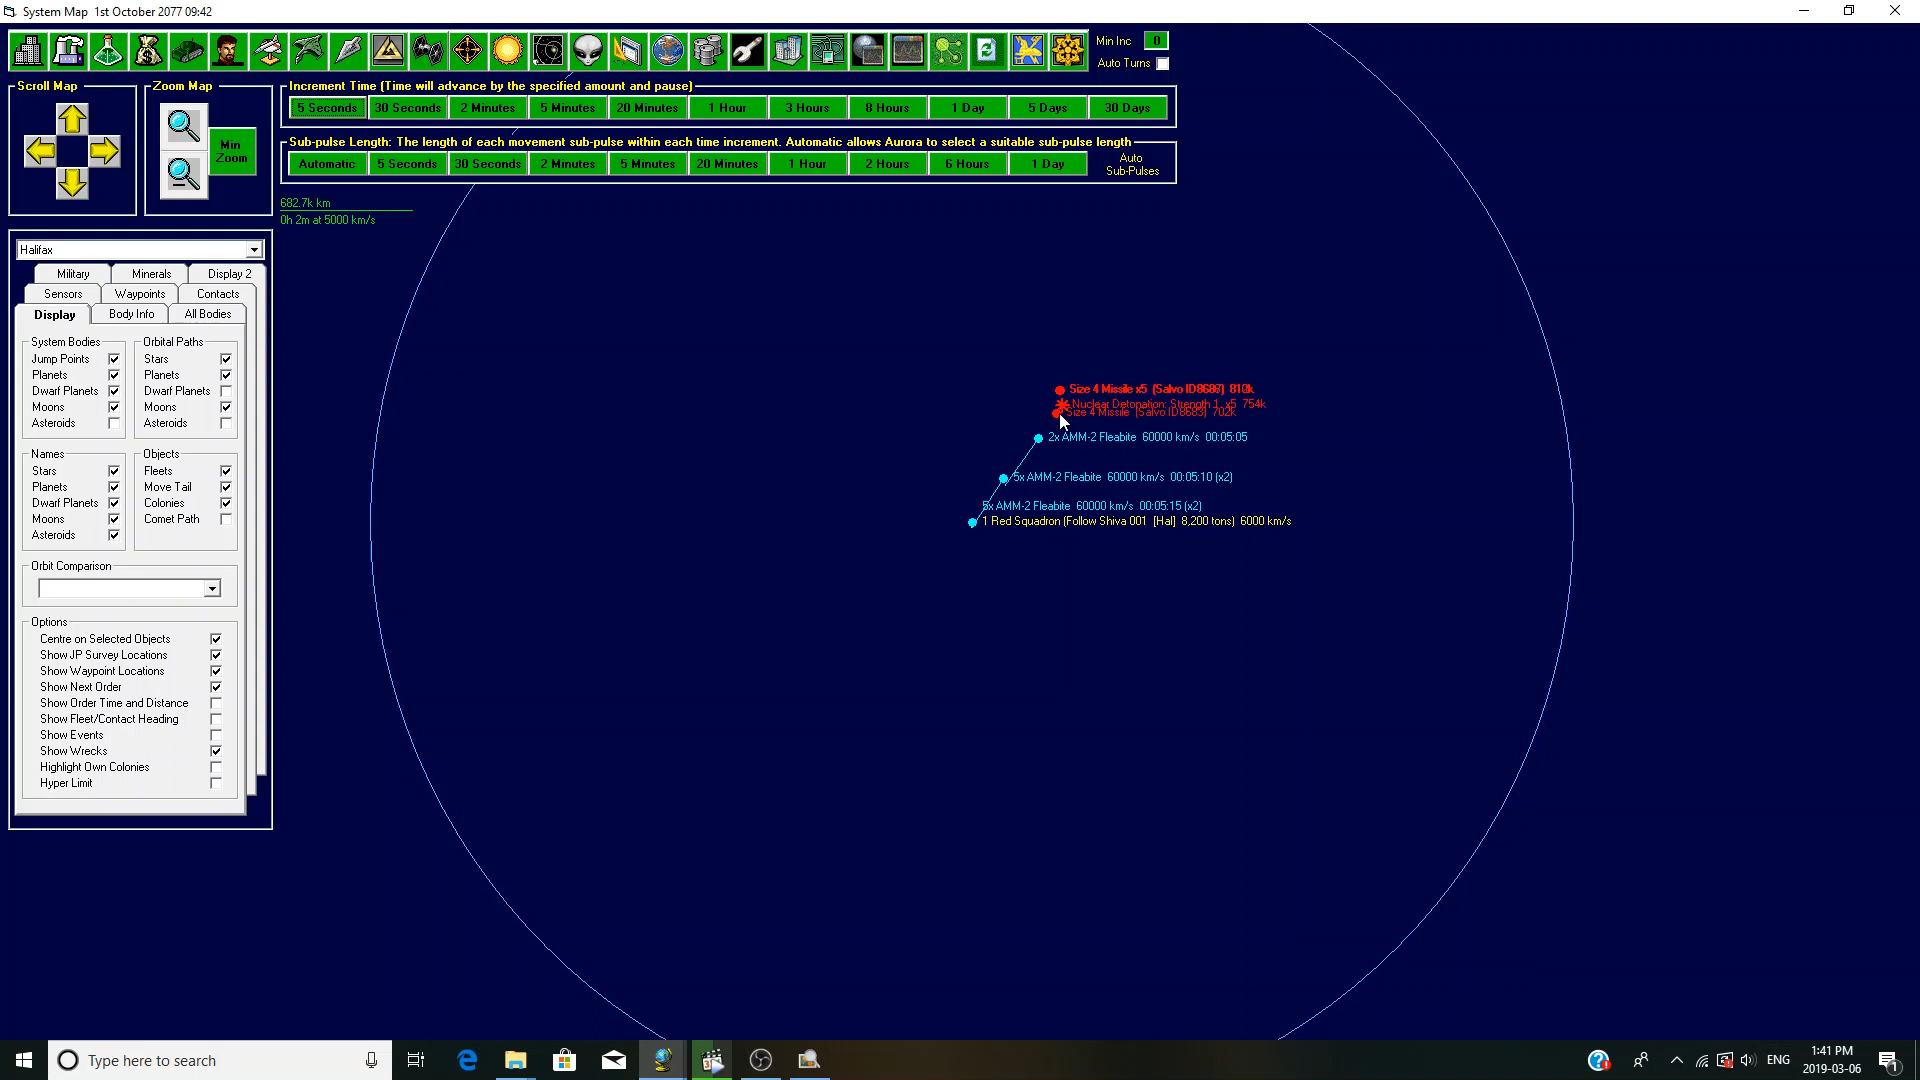 System Map 1st October 2077 09:42
Min Inc 0
Auto Turns
Scroll Map
Zoom Map
Min Zoom
Increment Time (Time will advance by the specified amount and pause)
5 Seconds 30 Seconds 2 Minutes 5 Minutes 20 Minutes 1 Hour 3 Hours 8 Hours 1 Day 5 Days 30 Days
Sub-pulse Length: The length of each movement sub-pulse within each time increment. Automatic allows Aurora to select a suitable sub-pulse length
Automatic 5 Seconds 30 Seconds 2 Minutes 5 Minutes 20 Minutes 1 Hour 2 Hours 6 Hours 1 Day
Auto
Sub-Pulses
682.7k km
0h 2m at 5000 km/s
Halifax
Military Minerals Display 2
Sensors Waypoints Contacts
Display Body Info All Bodies
System Bodies
Jump Points
Planets
Dwarf Planets
Moons
Asteroids
Orbital Paths
Stars
Planets
Dwarf Planets
Moons
Asteroids
Names
Stars
Planets
Dwarf Planets
Moons
Asteroids
Objects
Fleets
Move Tail
Colonies
Comet Path
Orbit Comparison
Options
Centre on Selected Objects
Show JP Survey Locations
Show Waypoint Locations
Show Next Order
Show Order Time and Distance
Show Fleet/Contact Heading
Show Events
Show Wrecks
Highlight Own Colonies
Hyper Limit
Size 4 Missile x5 (Salvo
Nuclear Detonation: Strength 1 x5 754k
Size 4 Missile (Salvo ID8683) 702k
2x AMM-2 Fleabite 60000 km/s 00:05:05
5x AMM-2 Fleabite 60000 km/s 00:05:10 (x2)
5x AMM-2 Fleabite 60000 km/s 00:05:15 (x2)
1 Red Squadron (Follow Shiva 001 [Hal] 8,200 tons) 6000 km/s
Type here to search
ENG
1:41 PM
2019-03-06
1